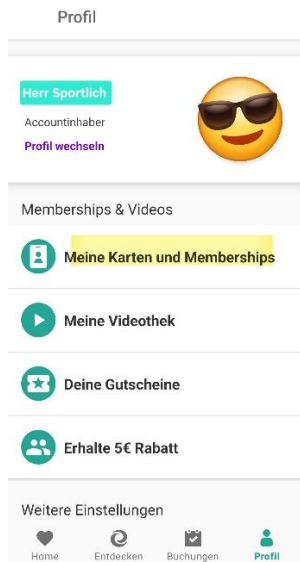 Profil
Herr Sportlich
Accountinhaber
Profil wechseln
Memberships & Videos
Meine Karten und Memberships
Meine Videothek
Deine Gutscheine
Erhalte 5€ Rabatt
Weitere Einstellungen
Home Entdecken Buchungen Profil